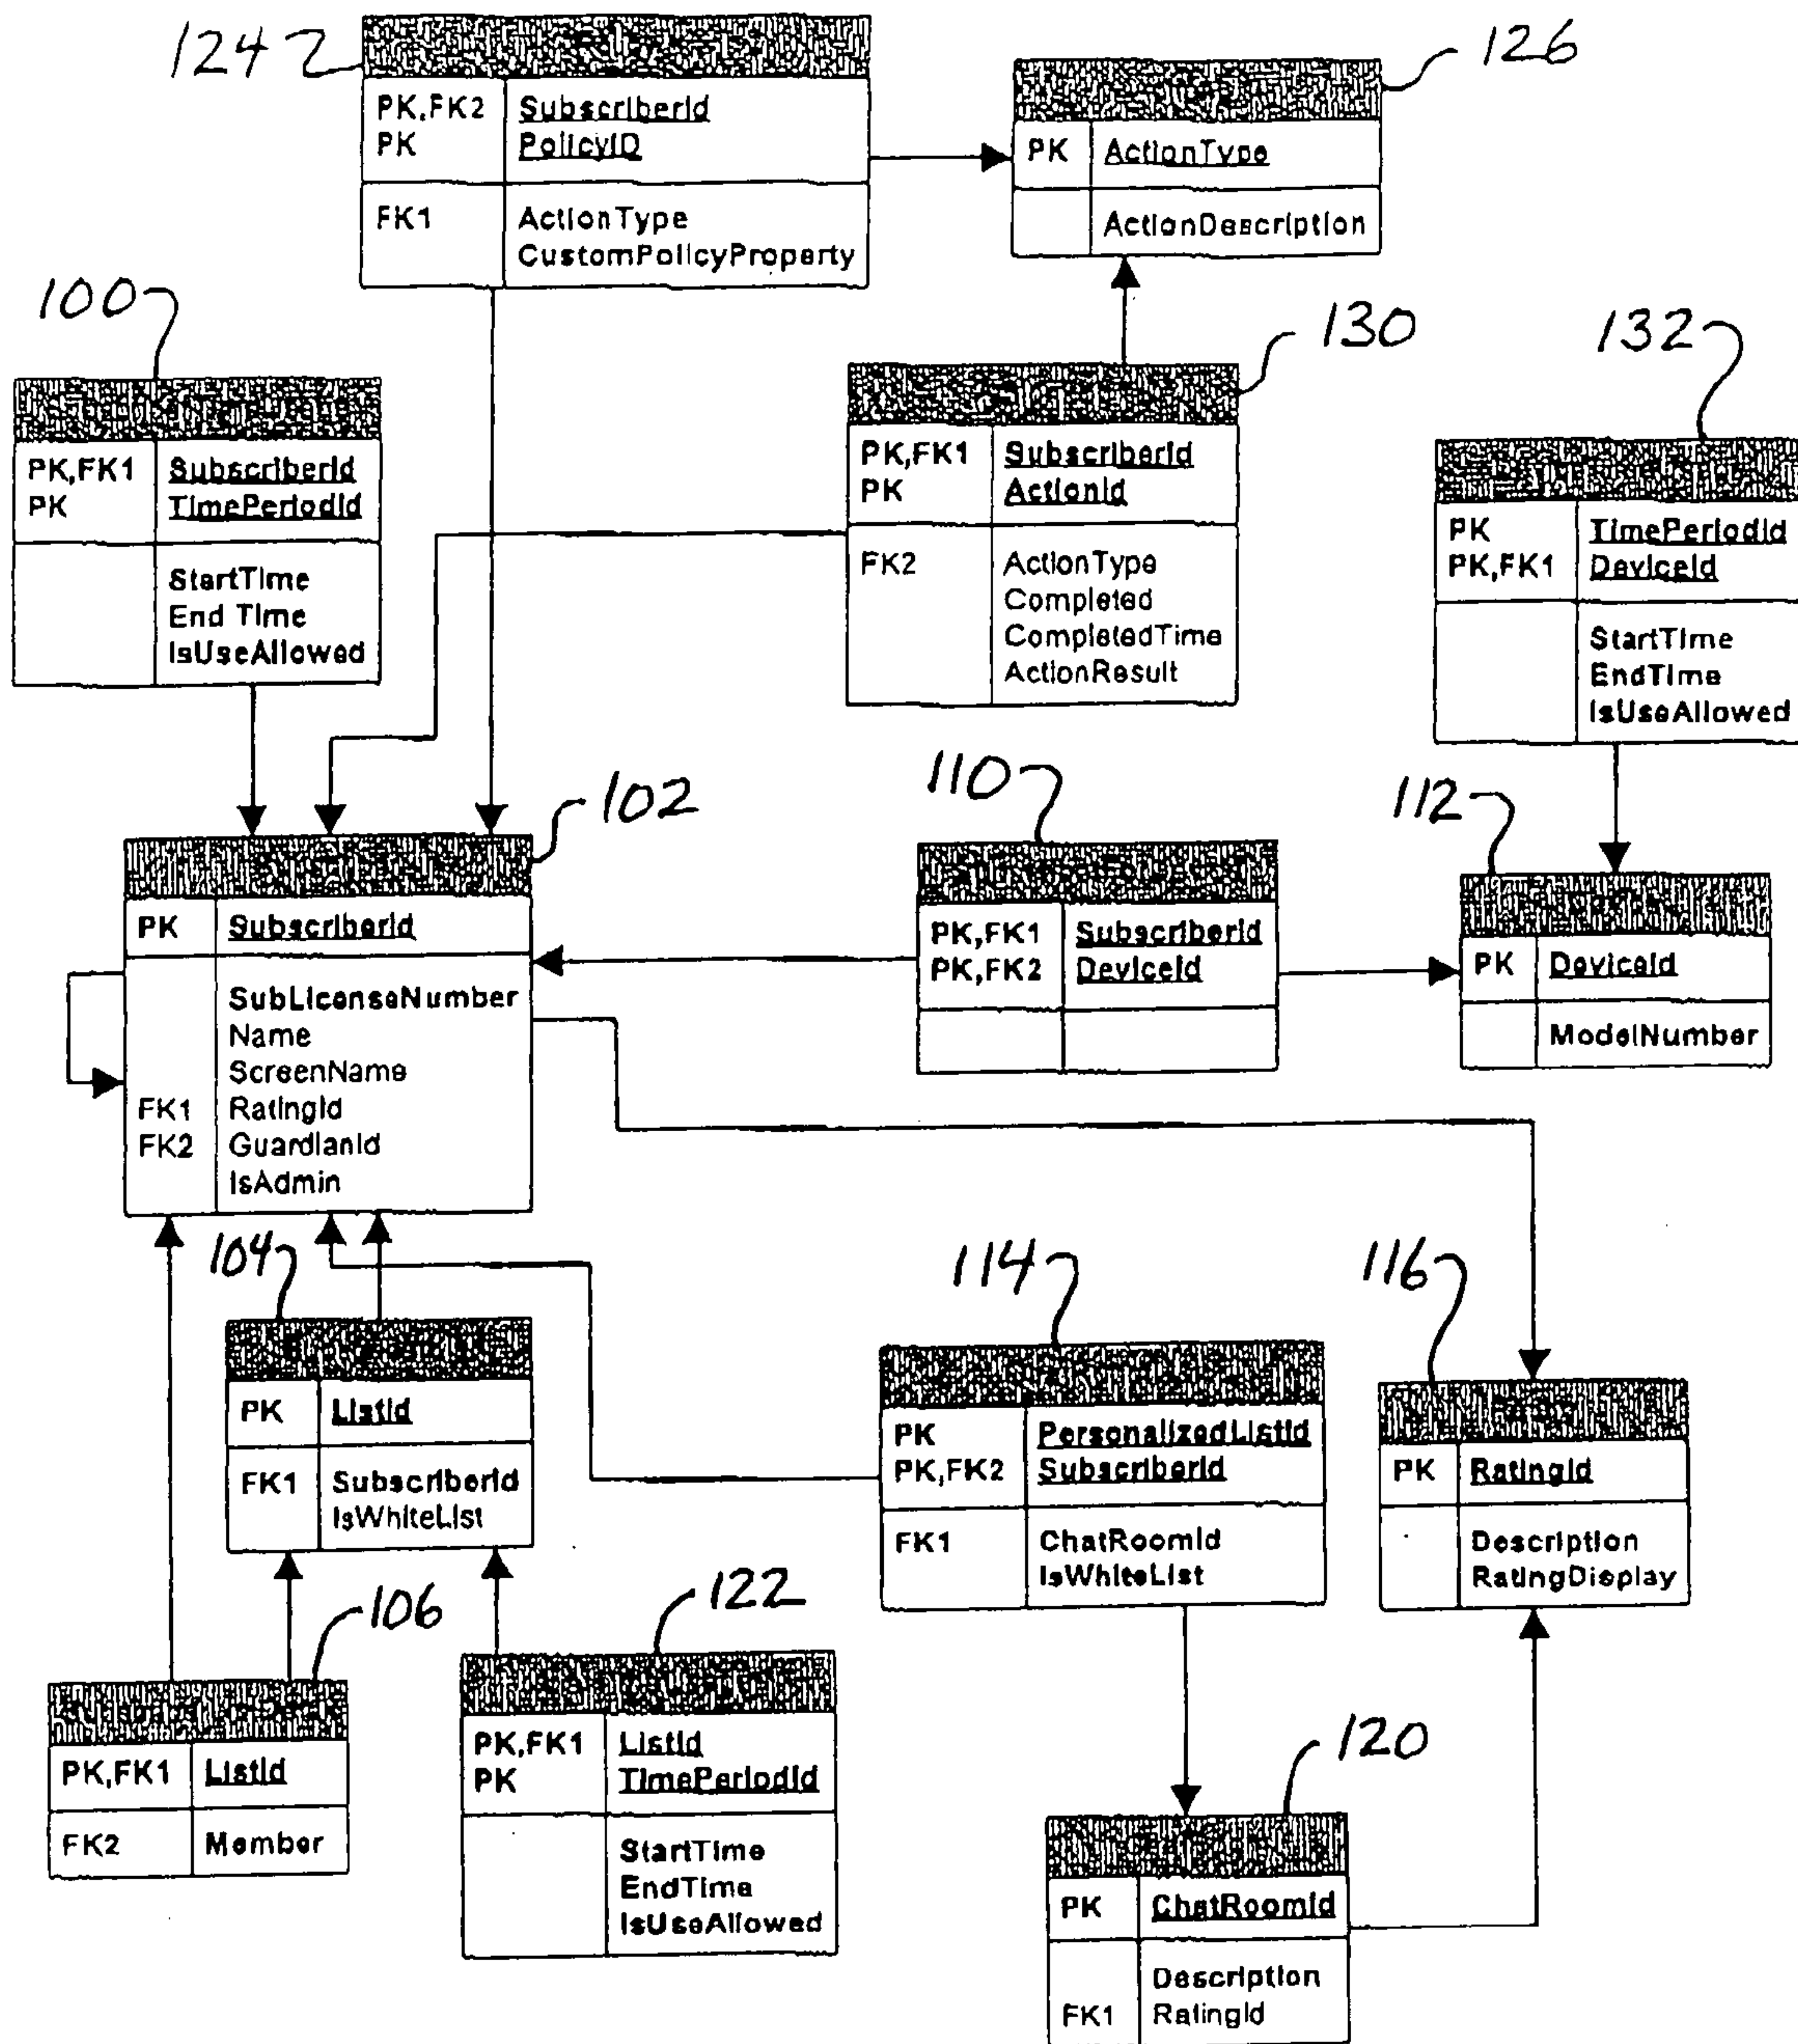 124
PK,FK2 SubscriberId
PK PolicyID
FK1 ActionType
CustomPolicyProperty
126
PK ActionType
ActionDescription
100
PK,FK1 SubscriberId
PK TimePeriodId
StartTime
End Time
IsUseAllowed
130
PK,FK1 SubscriberId
PK ActionId
FK2 ActionType
Completed
CompletedTime
ActionResult
132
PK TimePeriodId
PK,FK1 DeviceId
StartTime
EndTime
IsUseAllowed
102
PK SubscriberId
SubLicenseNumber
Name
ScreenName
FK1 RatingId
FK2 GuardianId
IsAdmin
110
PK,FK1 SubscriberId
PK,FK2 DeviceId
112
PK DeviceId
ModelNumber
104
PK ListId
FK1 SubscriberId
IsWhiteList
114
PK PersonalizedListId
PK,FK2 SubscriberId
FK1 ChatRoomId
IsWhiteList
116
PK RatingId
Description
RatingDisplay
106
PK,FK1 ListId
FK2 Member
122
PK,FK1 ListId
PK TimePeriodId
StartTime
EndTime
IsUseAllowed
120
PK ChatRoomId
Description
FK1 RatingId